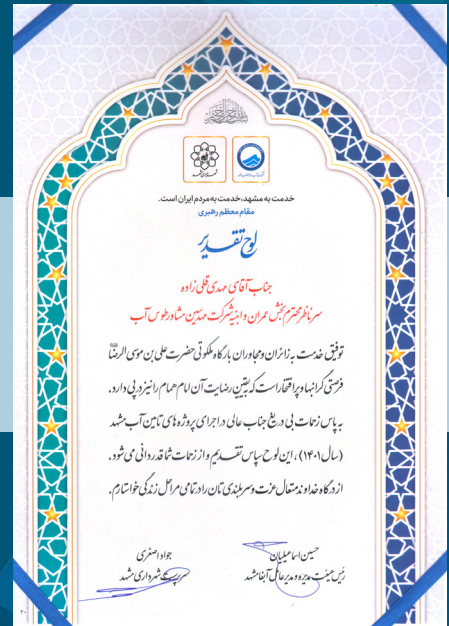 خدمت به مشهد، خدمت به مردم ایران است.
مقام معظم رهبری
لوح تقدیر
جناب آقای مهدی قلی زاده
سرناظر محترم بخش عمران و ابنیه شرکت مهندسین مشاور طوس آب
توفیق خدمت به زائران و مجاوران بارگاه ملکوتی حضرت علی بن موسی الرضا
فرصتی گرانبها و پر افتخار است که یقین رضایت آن امام همام را نیز در پی دارد.
به پاس زحمات بی دریغ جناب عالی در اجرای پروژه های تامین آب مشهد
(سال ۱۴۰۱)، این لوح سپاس تقدیم و از زحمات شما قدردانی می شود.
از درگاه خداوند متعال عزت و سربلندی تان را در تمامی مراحل زندگی خواستارم.
حسین اسماعیلیان
رئیس هیئت مدیره و مدیرعامل آبفا مشهد
جواد اصغری
سرپرست شهرداری مشهد